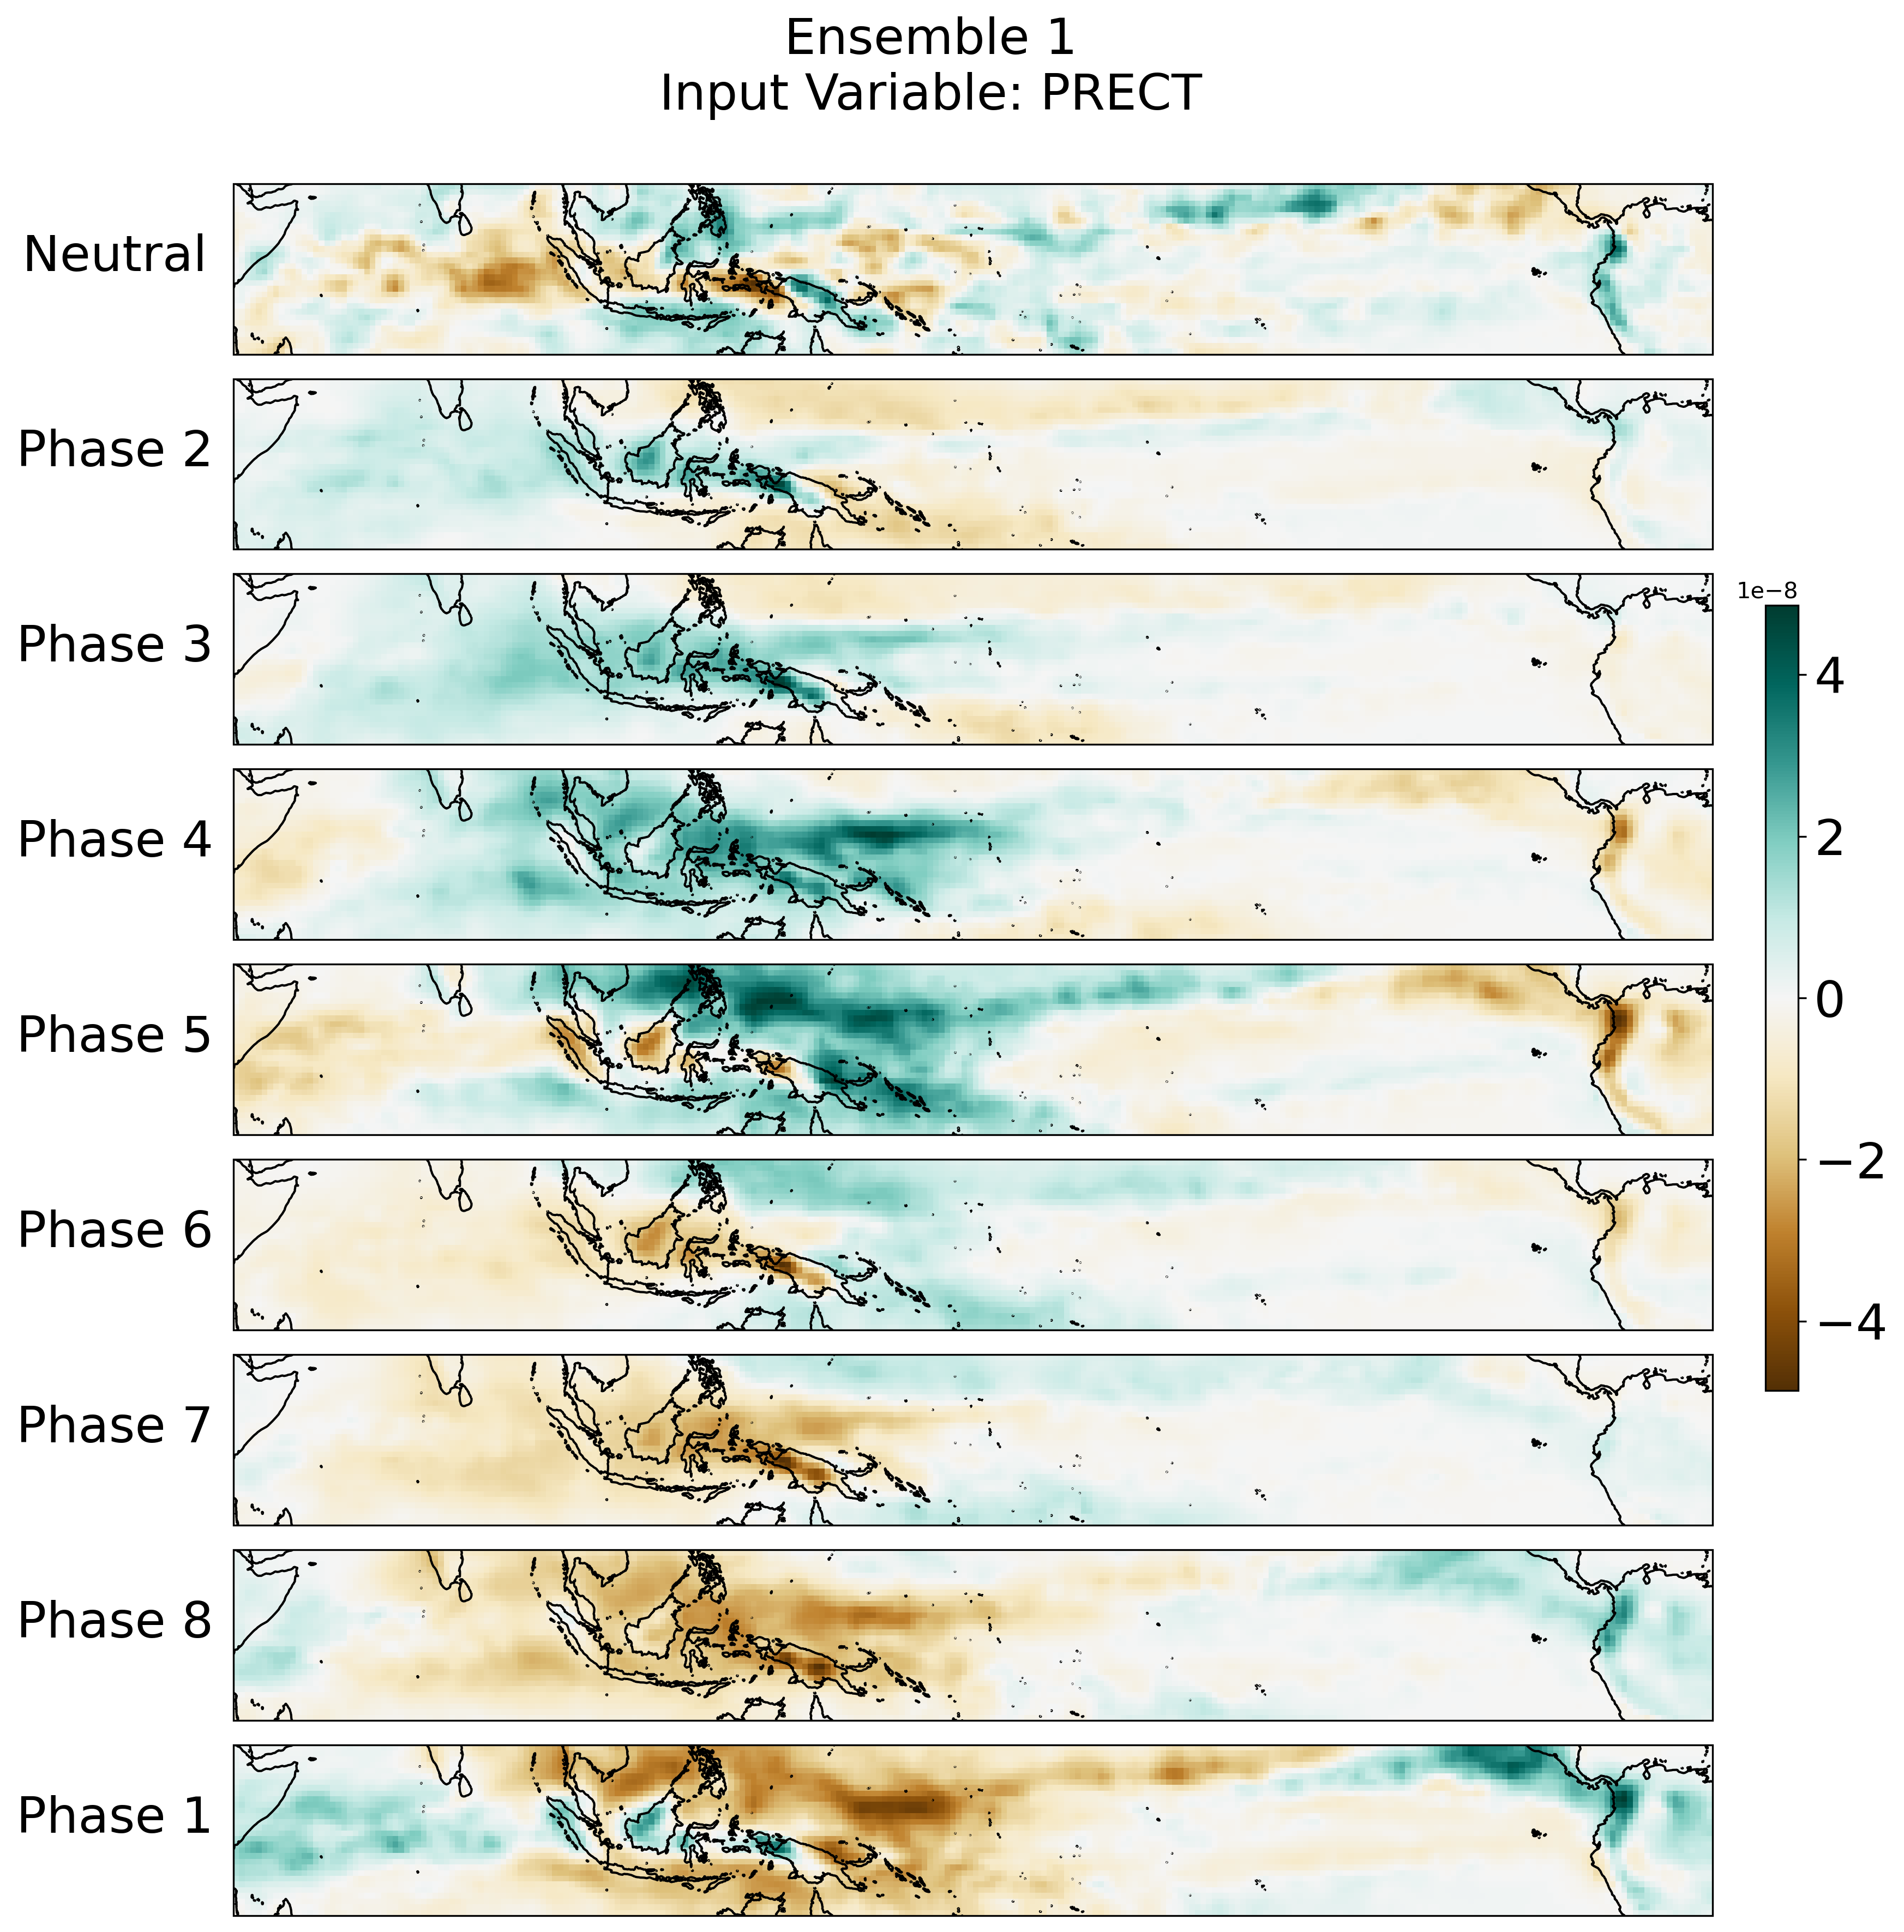 Ensemble 1
Input Variable: PRECT
Neutral
Phase 2
Phase 3
Phase 4
Phase 5
Phase 6
Phase 7
Phase 8
Phase 1
1e−8
4
2
0
−2
−4